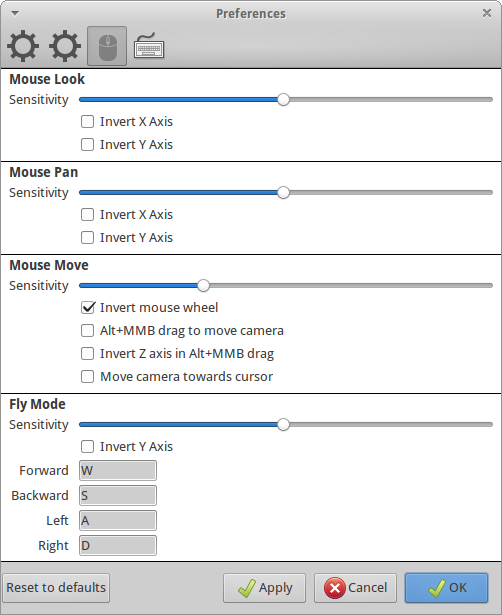 Preferences
Mouse Look
Sensitivity
Invert X Axis
Invert Y Axis
Mouse Pan
Sensitivity
Invert X Axis
Invert Y Axis
Mouse Move
Sensitivity
Invert mouse wheel
Alt+MMB drag to move camera
Invert Z axis in Alt+MMB drag
Move camera towards cursor
Fly Mode
Sensitivity
Invert Y Axis
Forward W
Backward S
Left A
Right D
Reset to defaults Apply Cancel OK